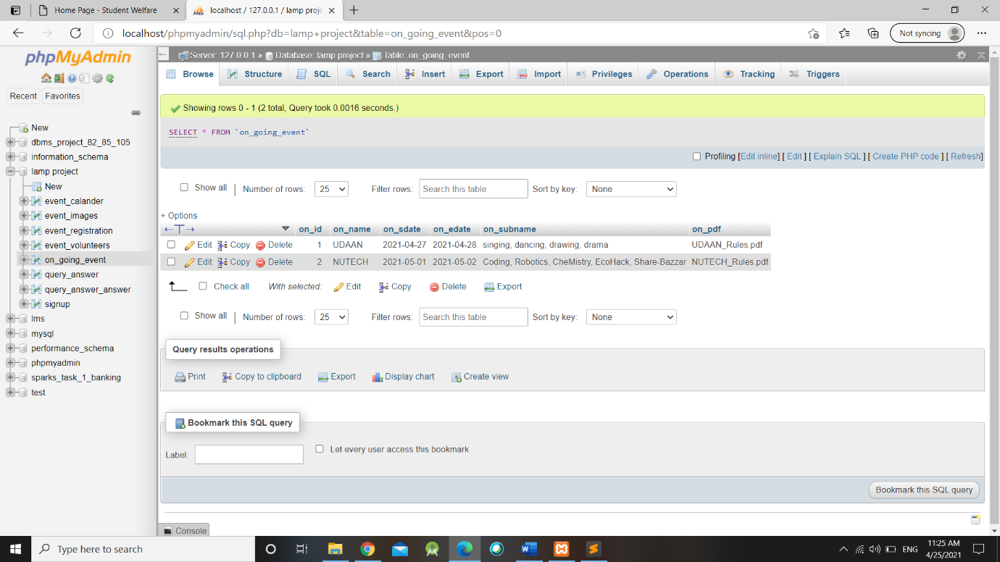 Home Page - Student Welfare
localhost / 127.0.0.1 / lamp proje
localhost/phpmyadmin/sql.php?db=lamp+project&table=on_going_event&pos=0
Not syncing
phpMyAdmin
Recent Favorites
New
dbms_project_82_85_105
information_schema
lamp project
New
event_calander
event_images
event_registration
event_volunteers
on_going_event
query_answer
query_answer_answer
signup
lms
mysql
performance_schema
phpmyadmin
sparks_task_1_banking
test
Server: 127.0.0.1 » Database: lamp project » Table: on_going_event
Browse Structure SQL Search Insert Export Import Privileges Operations Tracking Triggers
Showing rows 0 - 1 (2 total, Query took 0.0016 seconds.)
SELECT * FROM `on_going_event`
Profiling [Edit inline] [ Edit ] [ Explain SQL ] [ Create PHP code ] [ Refresh]
Show all Number of rows: 25 Filter rows: Search this table Sort by key: None
+ Options
on_id on_name on_sdate on_edate on_subname on_pdf
Edit Copy Delete 1 UDAAN 2021-04-27 2021-04-28 singing, dancing, drawing, drama UDAAN_Rules.pdf
Edit Copy Delete 2 NUTECH 2021-05-01 2021-05-02 Coding, Robotics, CheMistry, EcoHack, Share-Bazzar NUTECH_Rules.pdf
Check all With selected: Edit Copy Delete Export
Show all Number of rows: 25 Filter rows: Search this table Sort by key: None
Query results operations
Print Copy to clipboard Export Display chart Create view
Bookmark this SQL query
Label: Let every user access this bookmark
Bookmark this SQL query
Console
Type here to search
ENG
11:25 AM
4/25/2021